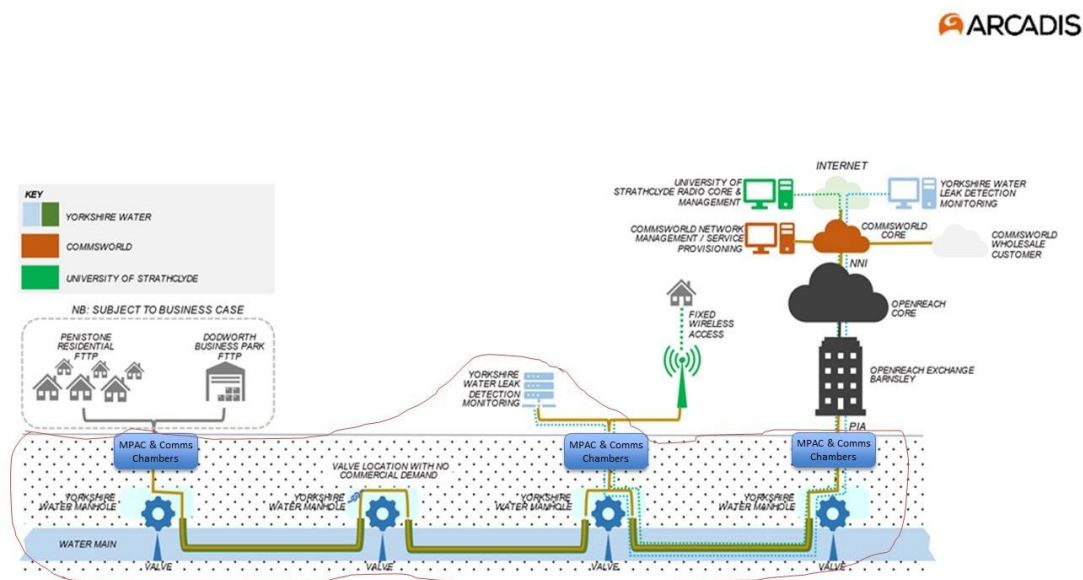 ARCADIS
KEY
YORKSHIRE WATER
COMMSWORLD
UNIVERSITY OF STRATHCLYDE
INTERNET
UNIVERSITY OF
STRATHCLYDE RADIO CORE &
MANAGEMENT
YORKSHIRE WATER
LEAK DETECTION
MONITORING
COMMSWORLD NETWORK
MANAGEMENT / SERVICE
PROVISIONING
COMMSWORLD
CORE
COMMSWORLD
WHOLESALE
CUSTOMER
NNI
OPENREACH
CORE
NB: SUBJECT TO BUSINESS CASE
PENISTONE
RESIDENTIAL
FTTP
DODWORTH
BUSINESS PARK
FTTP
FIXED
WIRELESS
ACCESS
YORKSHIRE
WATER LEAK
DETECTION
MONITORING
OPENREACH EXCHANGE
BARNSLEY
PIA
MPAC & Comms
Chambers
MPAC & Comms
Chambers
MPAC & Comms
Chambers
VALVE LOCATION WITH NO
COMMERCIAL DEMAND
YORKSHIRE
WATER MANHOLE
YORKSHIRE
WATER MANHOLE
YORKSHIRE
WATER MANHOLE
YORKSHIRE
WATER MANHOLE
WATER MAIN
VALVE
VALVE
VALVE
VALVE